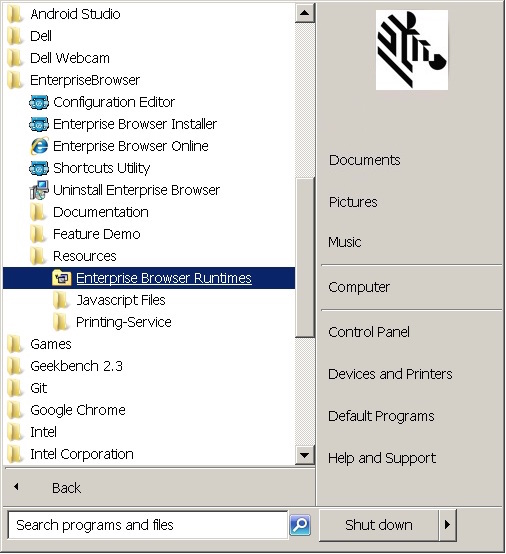 Android Studio
Dell
Dell Webcam
EnterpriseBrowser
Configuration Editor
Enterprise Browser Installer
Enterprise Browser Online
Shortcuts Utility
Uninstall Enterprise Browser
Documentation
Feature Demo
Resources
Enterprise Browser Runtimes
Javascript Files
Printing-Service
Games
Geekbench 2.3
Git
Google Chrome
Intel
Intel Corporation
Back
Search programs and files
Documents
Pictures
Music
Computer
Control Panel
Devices and Printers
Default Programs
Help and Support
Shut down